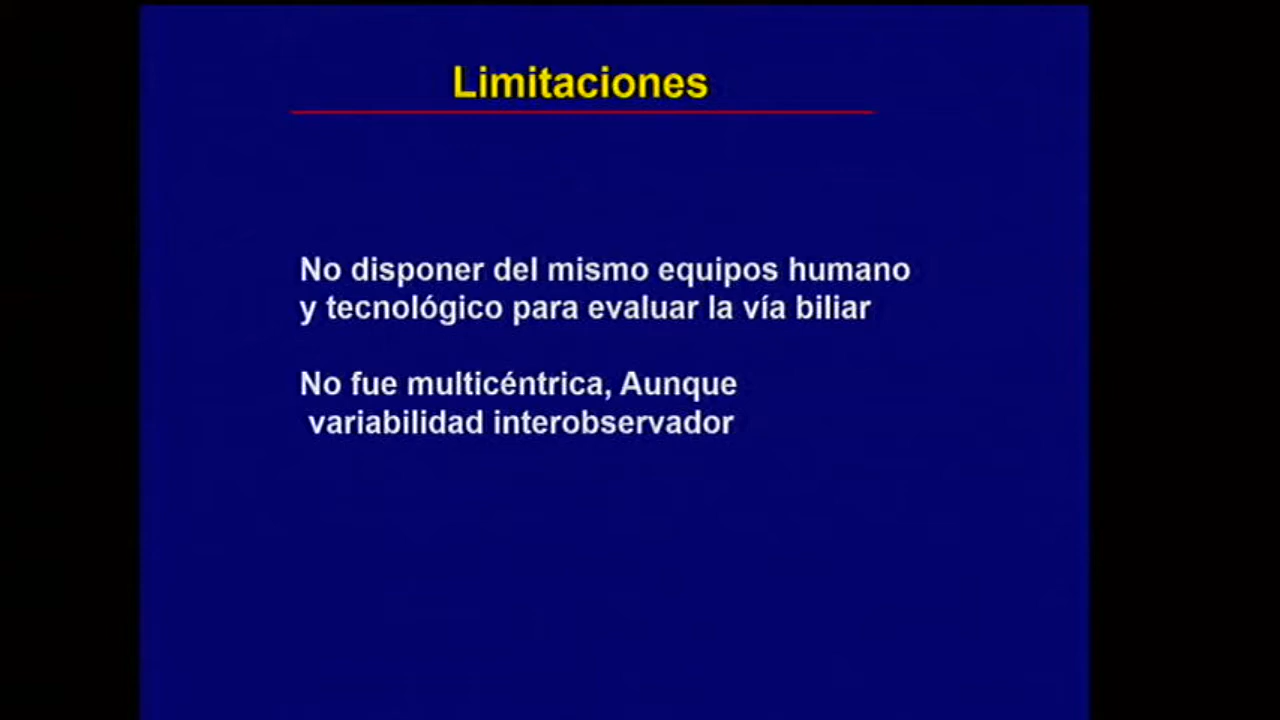 Limitaciones
No disponer del mismo equipos humano
y tecnológico para evaluar la vía biliar
No fue multicéntrica, Aunque
variabilidad interobservador